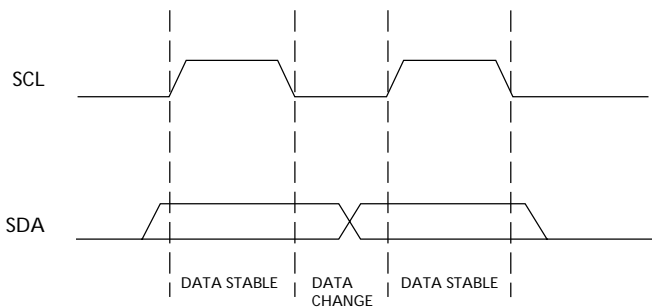 SCL
SDA
DATA STABLE
DATA
CHANGE
DATA STABLE